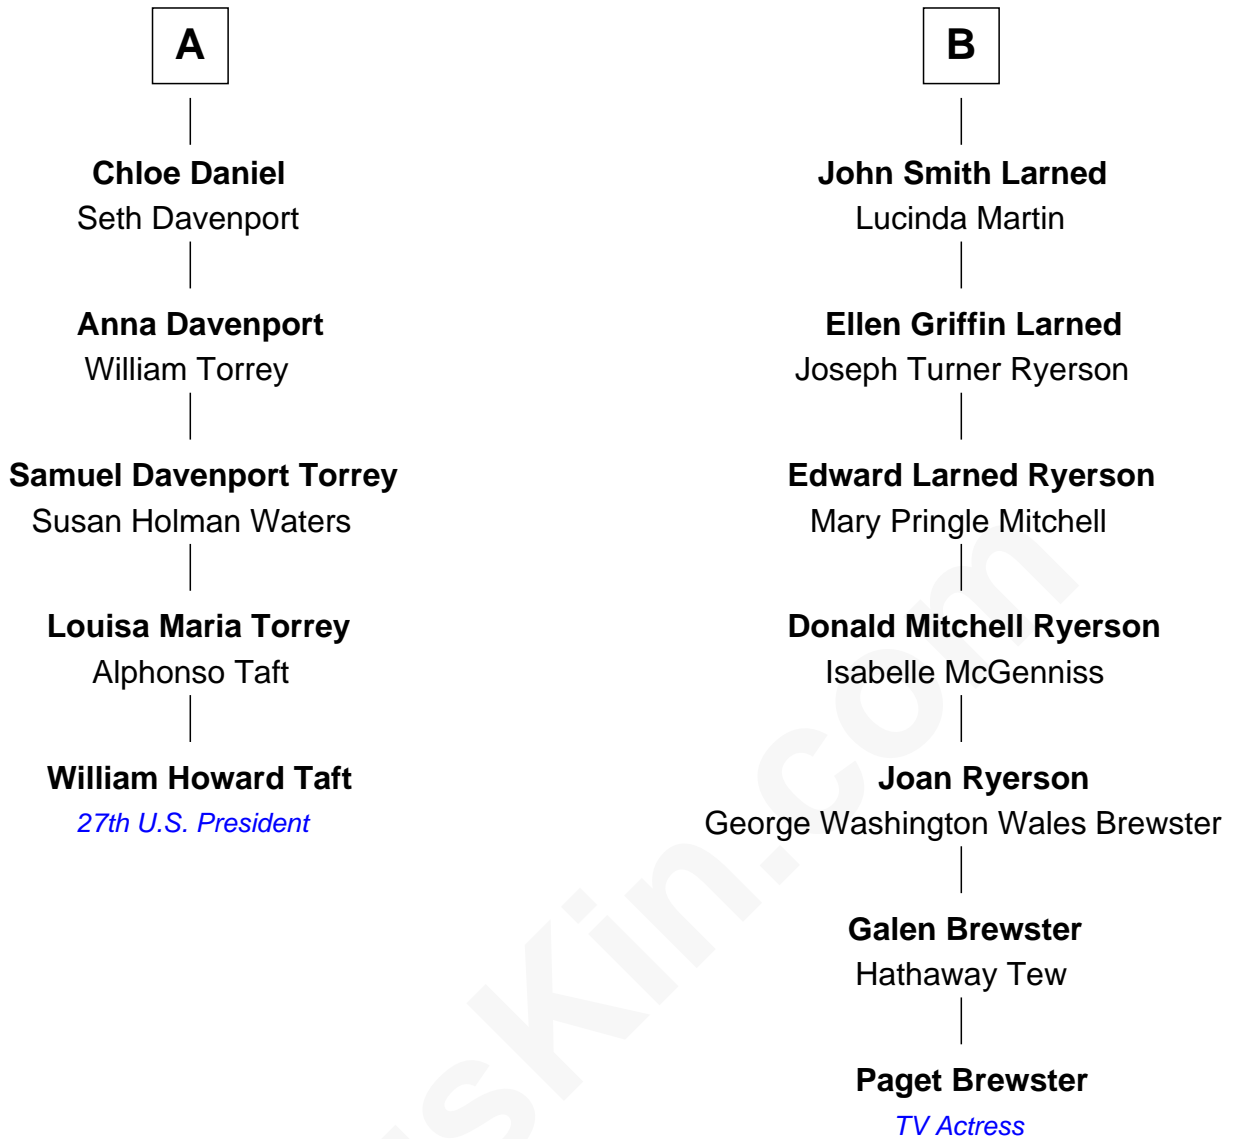 A
Chloe Daniel
Seth Davenport
Anna Davenport
William Torrey
Samuel Davenport Torrey
Susan Holman Waters
Louisa Maria Torrey
Alphonso Taft
William Howard Taft
27th U.S. President
B
John Smith Larned
Lucinda Martin
Ellen Griffin Larned
Joseph Turner Ryerson
Edward Larned Ryerson
Mary Pringle Mitchell
Donald Mitchell Ryerson
Isabelle McGenniss
Joan Ryerson
George Washington Wales Brewster
Galen Brewster
Hathaway Tew
Paget Brewster
TV Actress